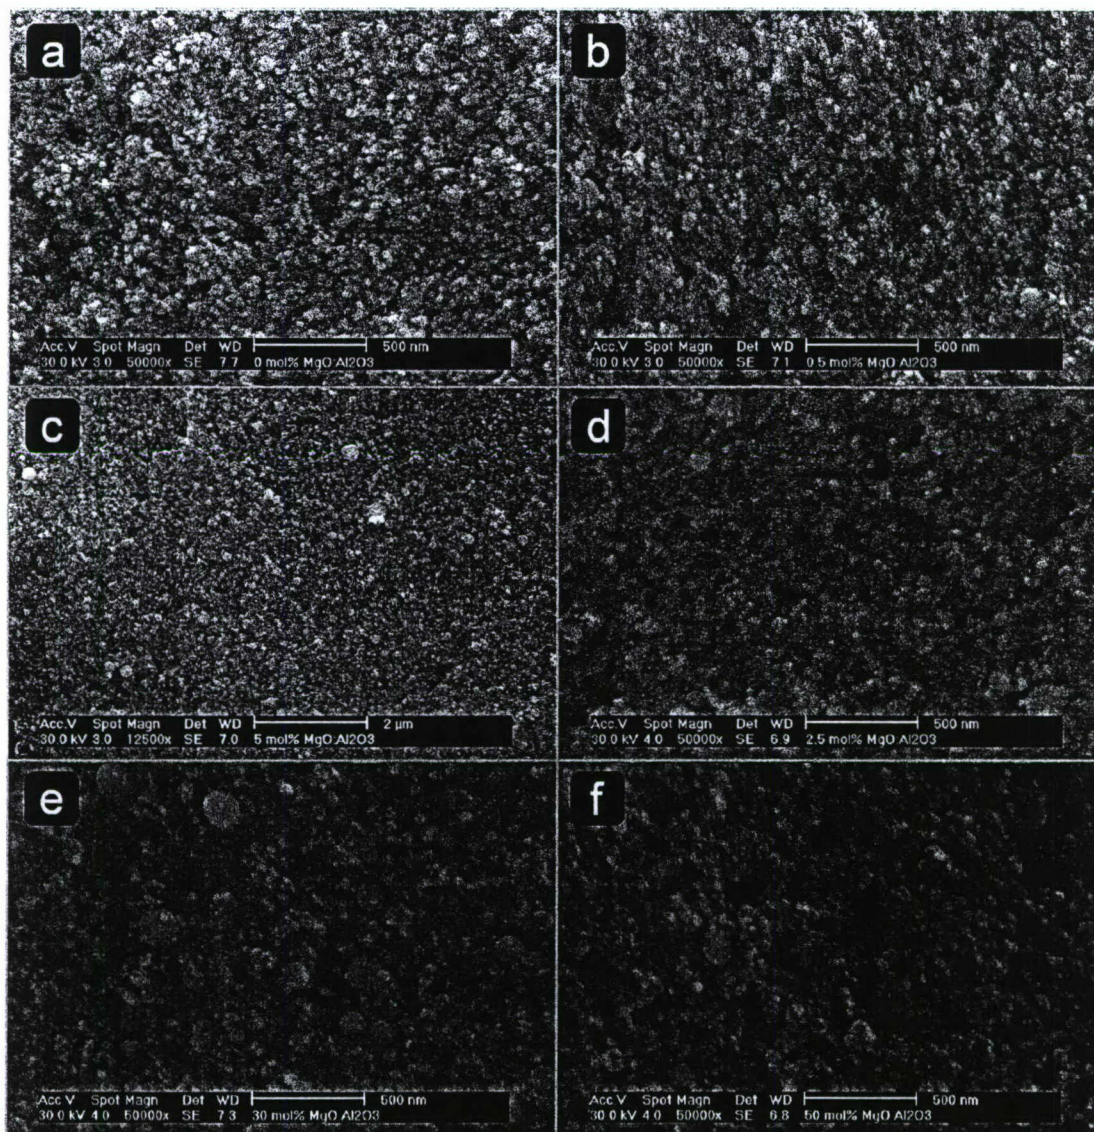 a
Acc.V Spot Magn Det WD 500 nm
30.0 kV 3.0 50000x SE 7.7 0 mol% MgO:Al2O3
b
Acc.V Spot Magn Det WD 500 nm
30.0 kV 3.0 50000x SE 7.1 0.5 mol% MgO:Al2O3
c
Acc.V Spot Magn Det WD 2 µm
30.0 kV 3.0 12500x SE 7.0 5 mol% MgO:Al2O3
d
Acc.V Spot Magn Det WD 500 nm
30.0 kV 4.0 50000x SE 6.9 2.5 mol% MgO:Al2O3
e
Acc.V Spot Magn Det WD 500 nm
30.0 kV 4.0 50000x SE 7.3 30 mol% MgO Al2O3
f
Acc.V Spot Magn Det WD 500 nm
30.0 kV 4.0 50000x SE 6.8 50 mol% MgO Al2O3